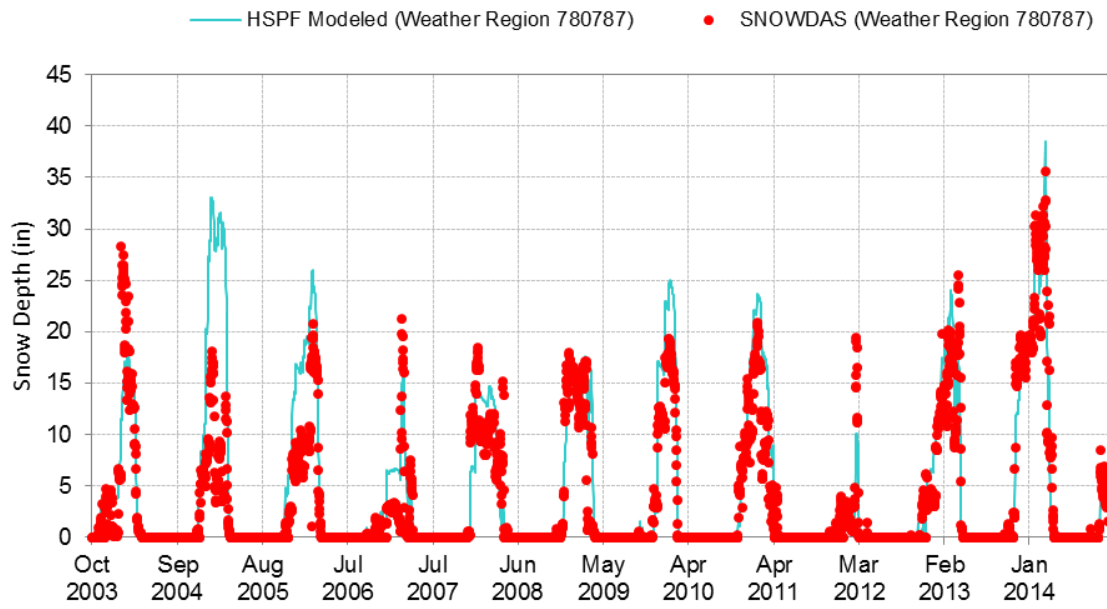 HSPF Modeled (Weather Region 780787) SNOWDAS (Weather Region 780787)
45
40
35
30
25
20
15
10
5
0
Snow Depth (in)
Oct Sep Aug Jul Jul Jun May Apr Apr Mar Feb Jan
2003 2004 2005 2006 2007 2008 2009 2010 2011 2012 2013 2014